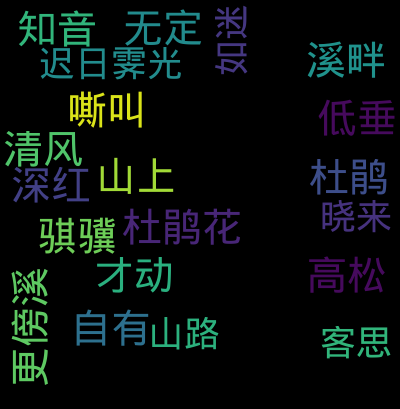 知音
无定
如迷
迟日霁光
溪畔
嘶叫
低垂
清风
山上
深红
杜鹃
骐骥
杜鹃花
晓来
才动
高松
更傍溪
自有
山路
客思